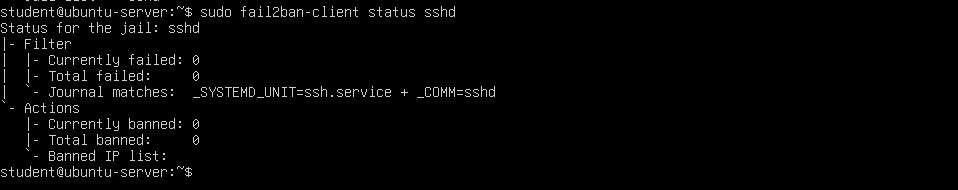 student@ubuntu-server:~$ sudo fail2ban-client status sshd
Status for the jail: sshd
|- Filter
|  |- Currently failed: 0
|  |- Total failed:     0
|  `- Journal matches:  _SYSTEMD_UNIT=ssh.service + _COMM=sshd
`- Actions
   |- Currently banned: 0
   |- Total banned:     0
   `- Banned IP list:
student@ubuntu-server:~$